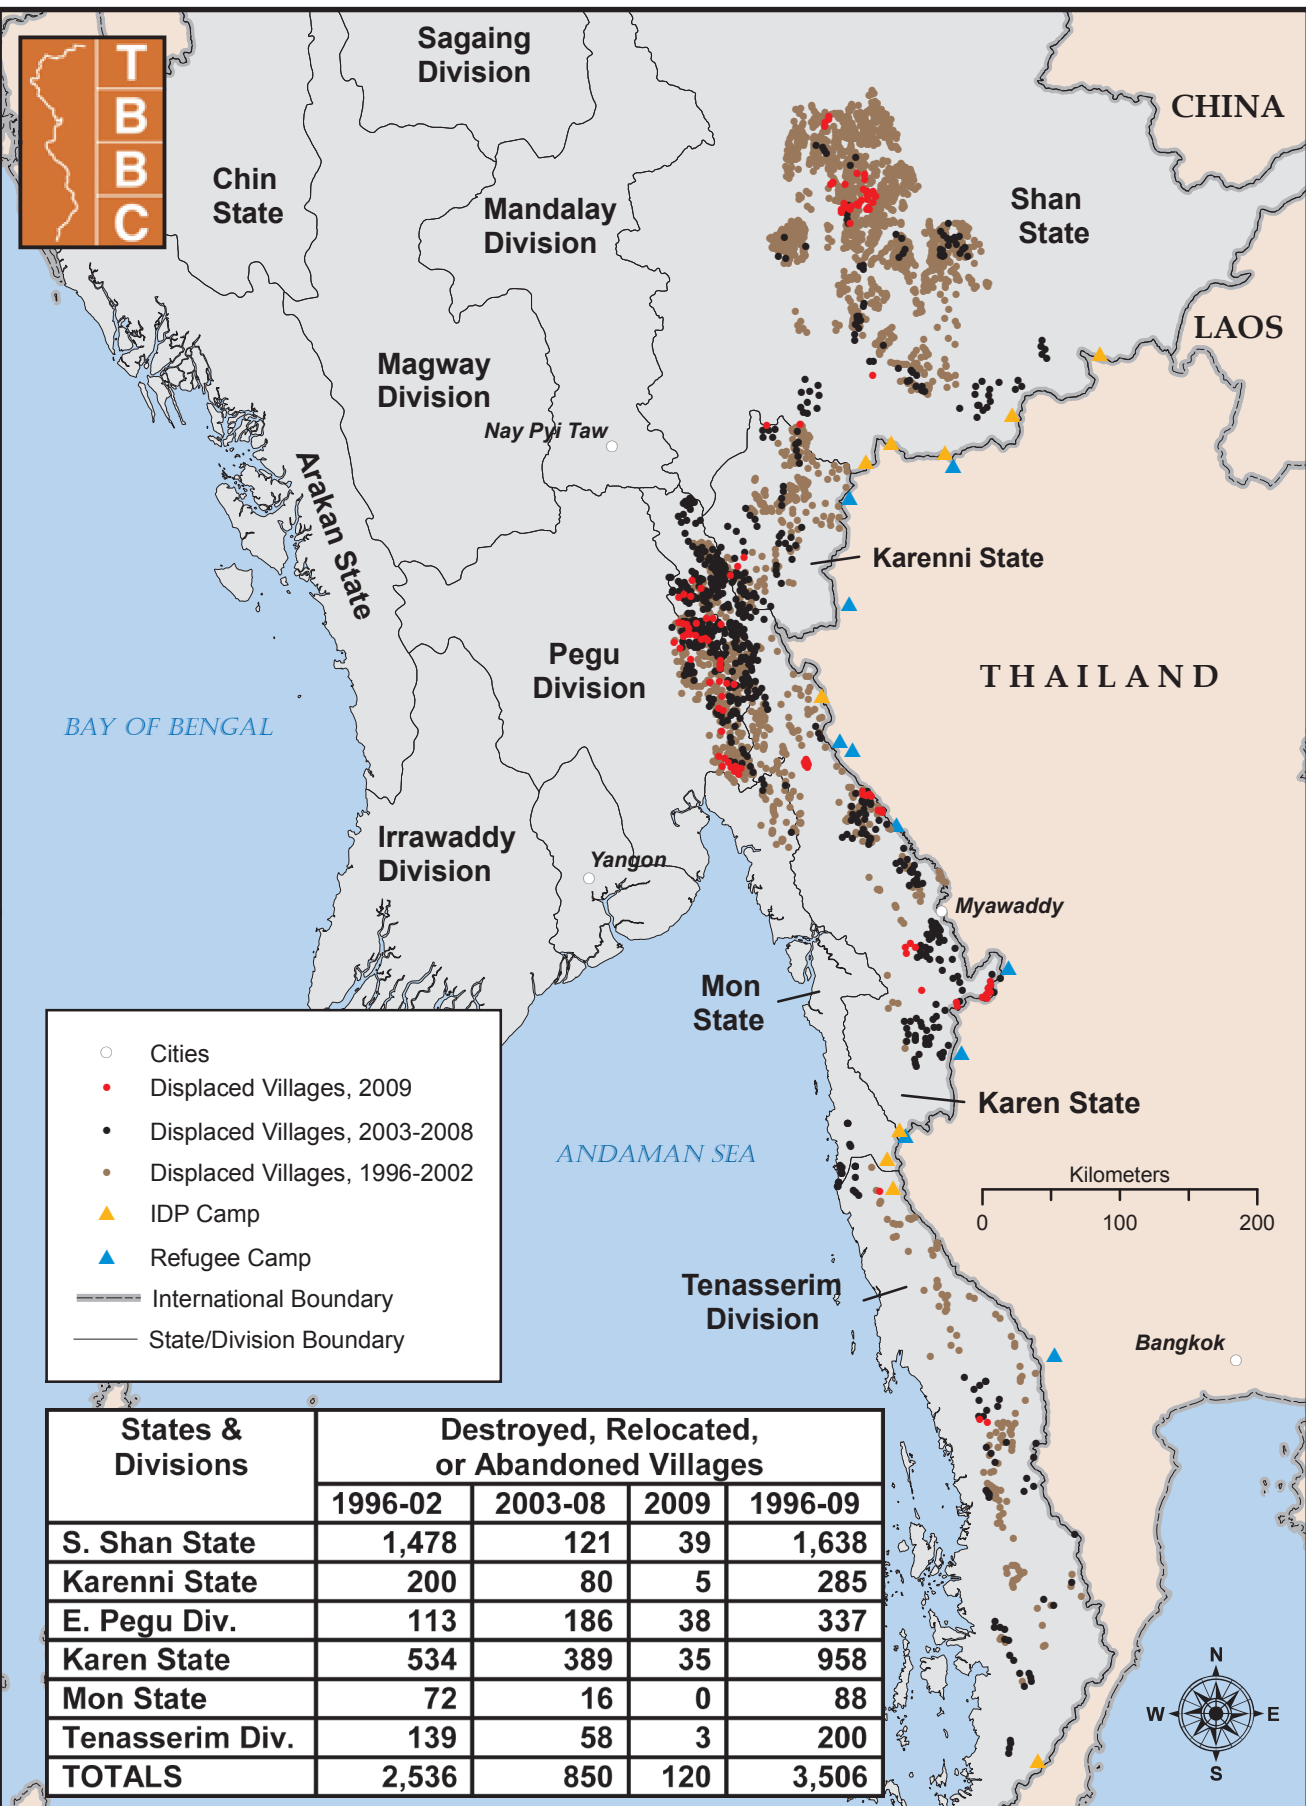 T
B
B
C
Sagaing
Division
CHINA
Chin
State
Mandalay
Division
Shan
State
LAOS
Magway
Division
Nay Pyi Taw
Arakan State
Karenni State
Pegu
Division
THAILAND
BAY OF BENGAL
Irrawaddy
Division
Yangon
Myawaddy
Mon
State
Karen State
ANDAMAN SEA
Tenasserim
Division
Bangkok
Kilometers
0 100 200
Cities
Displaced Villages, 2009
Displaced Villages, 2003-2008
Displaced Villages, 1996-2002
IDP Camp
Refugee Camp
International Boundary
State/Division Boundary
States &
Divisions
Destroyed, Relocated,
or Abandoned Villages
1996-02 2003-08 2009 1996-09
S. Shan State 1,478 121 39 1,638
Karenni State 200 80 5 285
E. Pegu Div. 113 186 38 337
Karen State 534 389 35 958
Mon State 72 16 0 88
Tenasserim Div. 139 58 3 200
TOTALS 2,536 850 120 3,506
N
W E
S